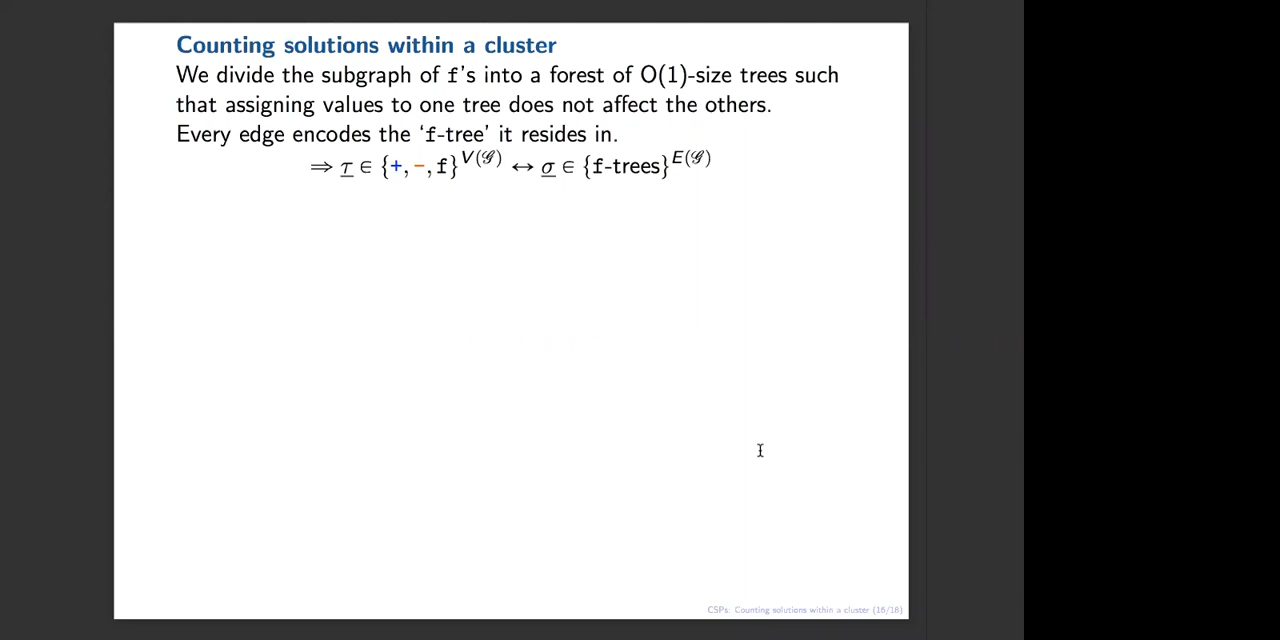 Counting solutions within a cluster
We divide the subgraph of f's into a forest of O(1)-size trees such
that assigning values to one tree does not affect the others.
Every edge encodes the ‘f-tree’ it resides in.
⇒ τ ∈ {+, −, f}^V(𝒢) ↔ σ ∈ {f-trees}^E(𝒢)
CSPs: Counting solutions within a cluster (16/18)